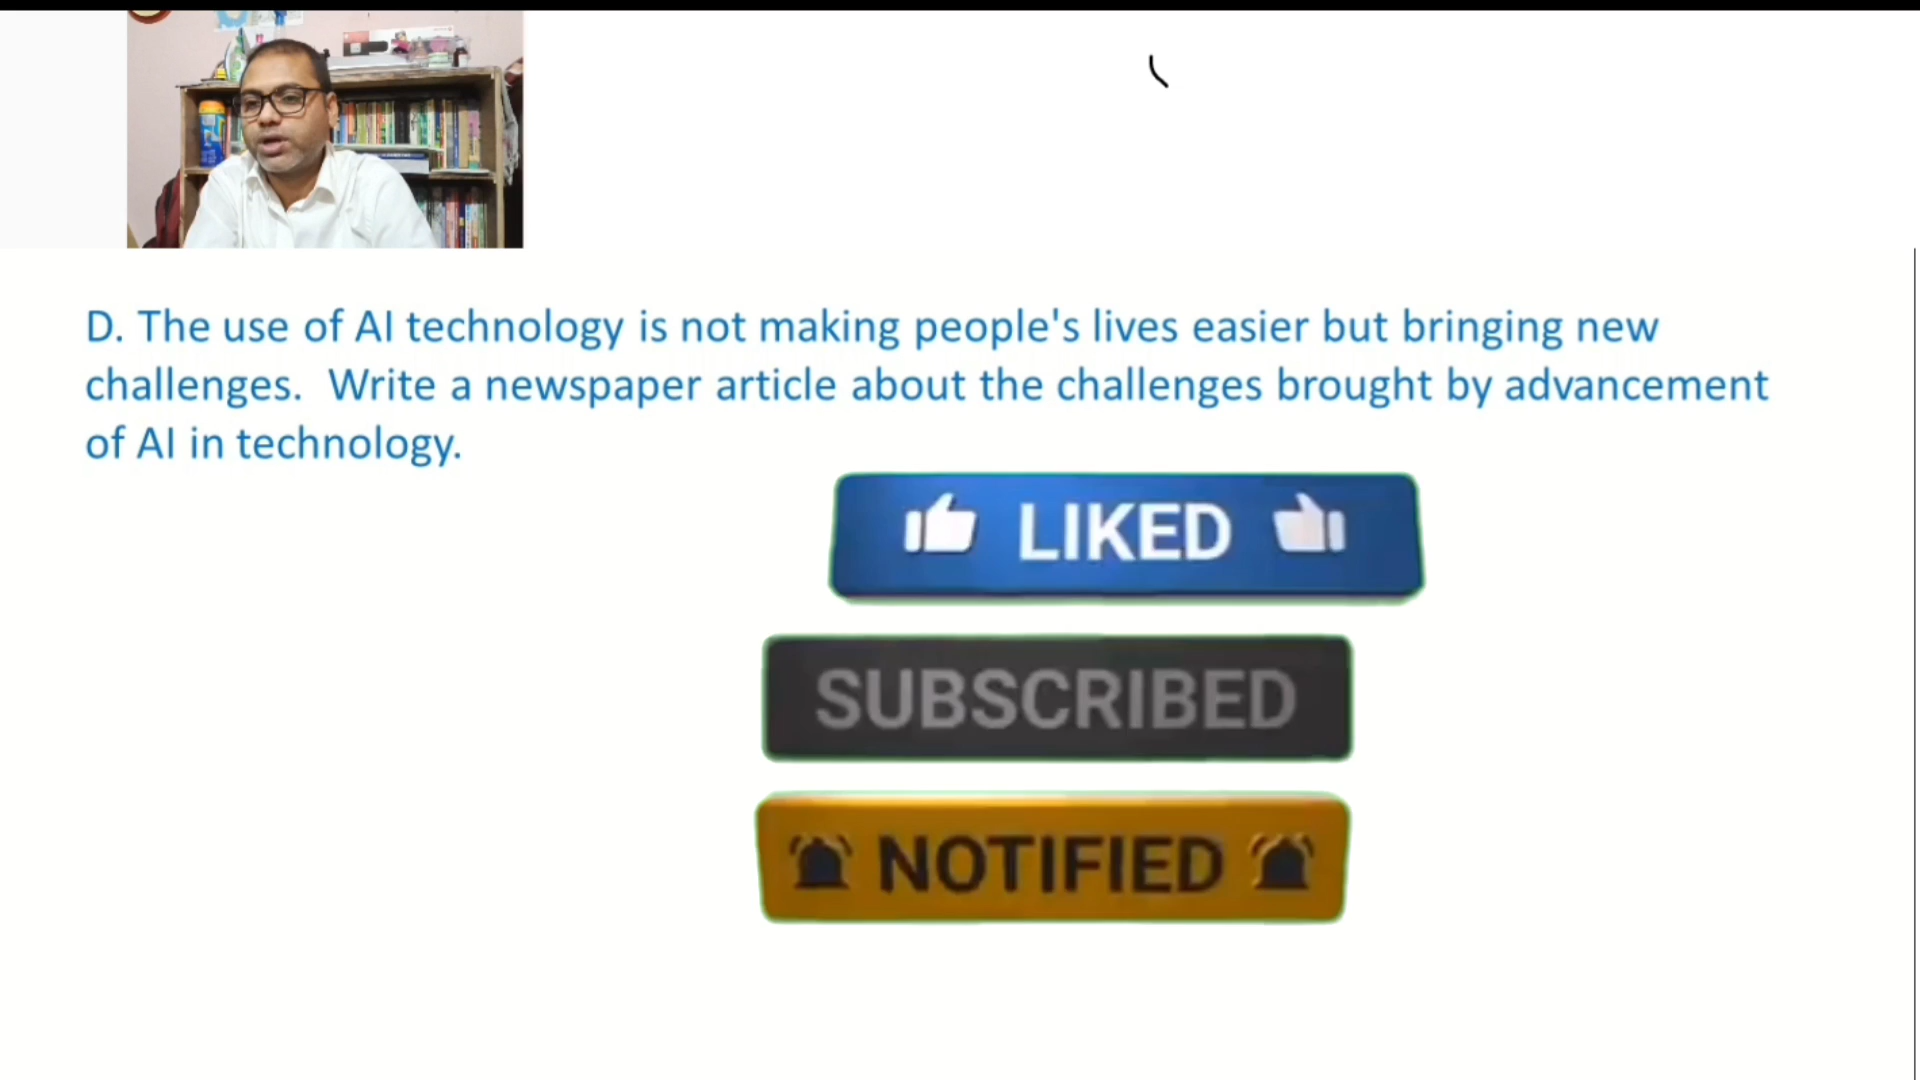 D. The use of AI technology is not making people's lives easier but bringing new
challenges. Write a newspaper article about the challenges brought by advancement
of AI in technology.
LIKED
SUBSCRIBED
NOTIFIED